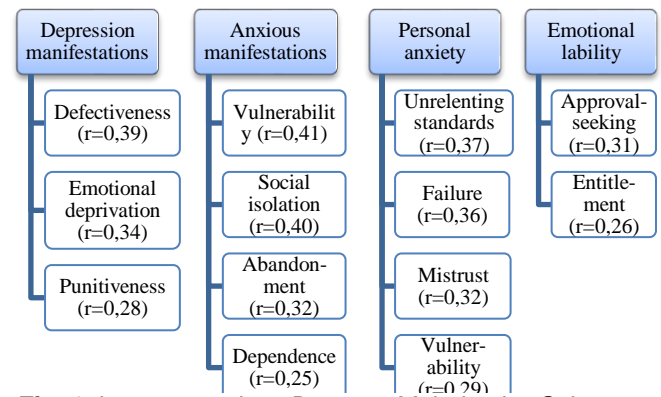 Depression
manifestations
Defectiveness
(r=0,39)
Emotional
deprivation
(r=0,34)
Punitiveness
(r=0,28)
Anxious
manifestations
Vulnerabilit
y (r=0,41)
Social
isolation
(r=0,40)
Abandon-
ment
(r=0,32)
Dependence
(r=0,25)
Personal
anxiety
Unrelenting
standards
(r=0,37)
Failure
(r=0,36)
Mistrust
(r=0,32)
Vulner-
ability
(r=0,29)
Emotional
lability
Approval-
seeking
(r=0,31)
Entitle-
ment
(r=0,26)